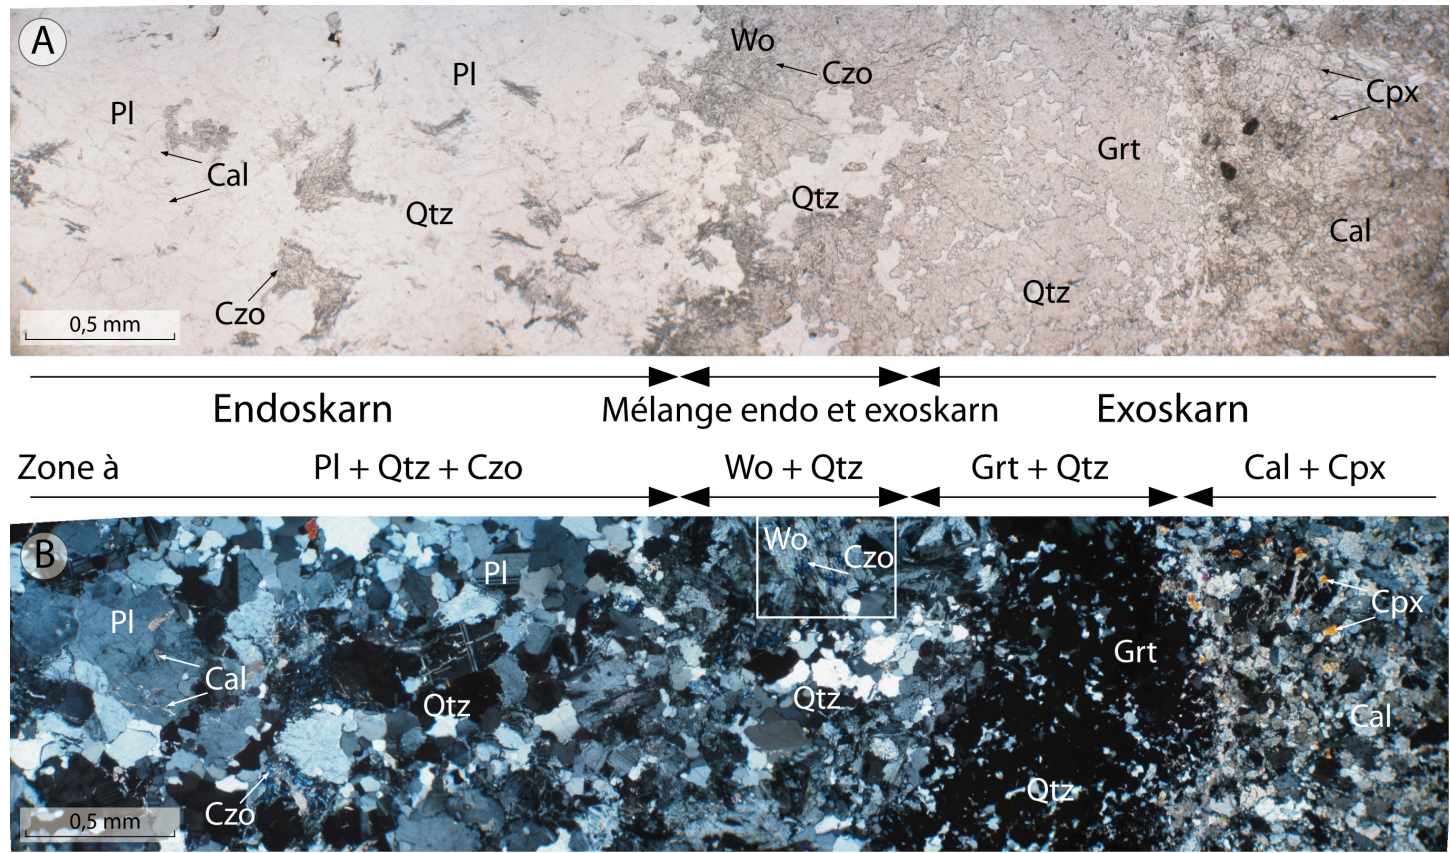 A
Wo
Czo
Pl
Cpx
Pl
Grt
Cal
Qtz
Qtz
Cal
Qtz
Czo
0,5 mm
Endoskarn
Mélange endo et exoskarn
Exoskarn
Zone à
Pl + Qtz + Czo
Wo + Qtz
Grt + Qtz
Cal + Cpx
B
Wo
Czo
Pl
Cpx
Pl
Grt
Cal
Qtz
Qtz
Cal
Qtz
Czo
0,5 mm